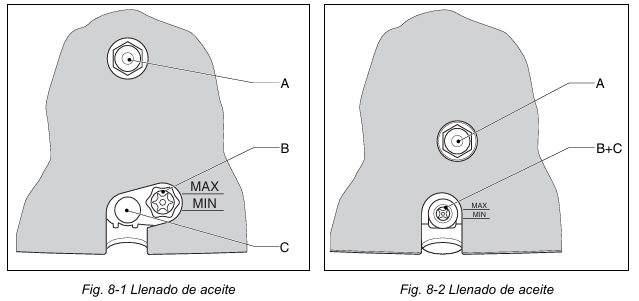 A
B
MAX
MIN
C
Fig. 8-1 Llenado de aceite
A
B+C
MAX
MIN
Fig. 8-2 Llenado de aceite